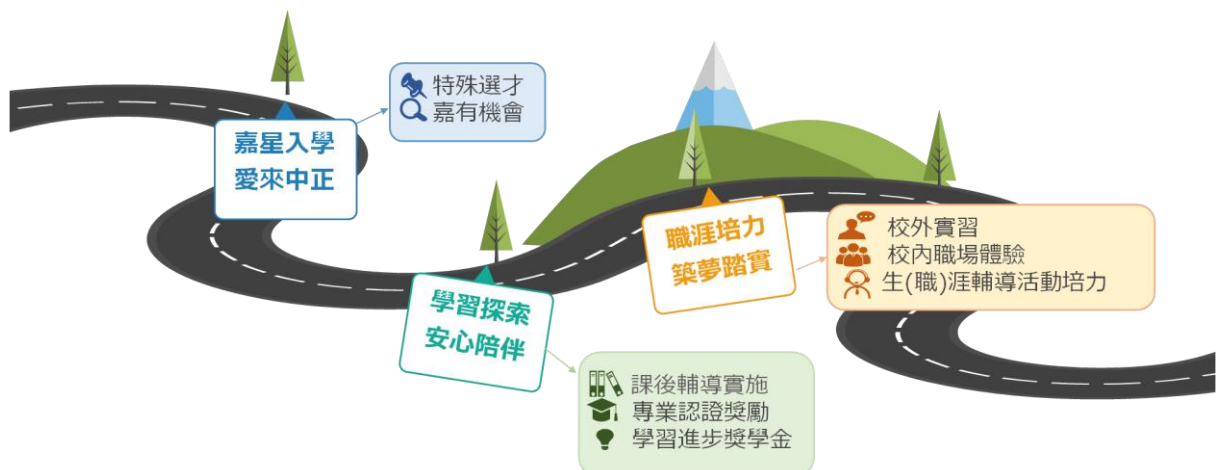 嘉星入學
愛來中正
特殊選才
嘉有機會
學習探索
安心陪伴
課後輔導實施
專業認證獎勵
學習進步獎學金
職涯培力
築夢踏實
校外實習
校內職場體驗
生(職)涯輔導活動培力